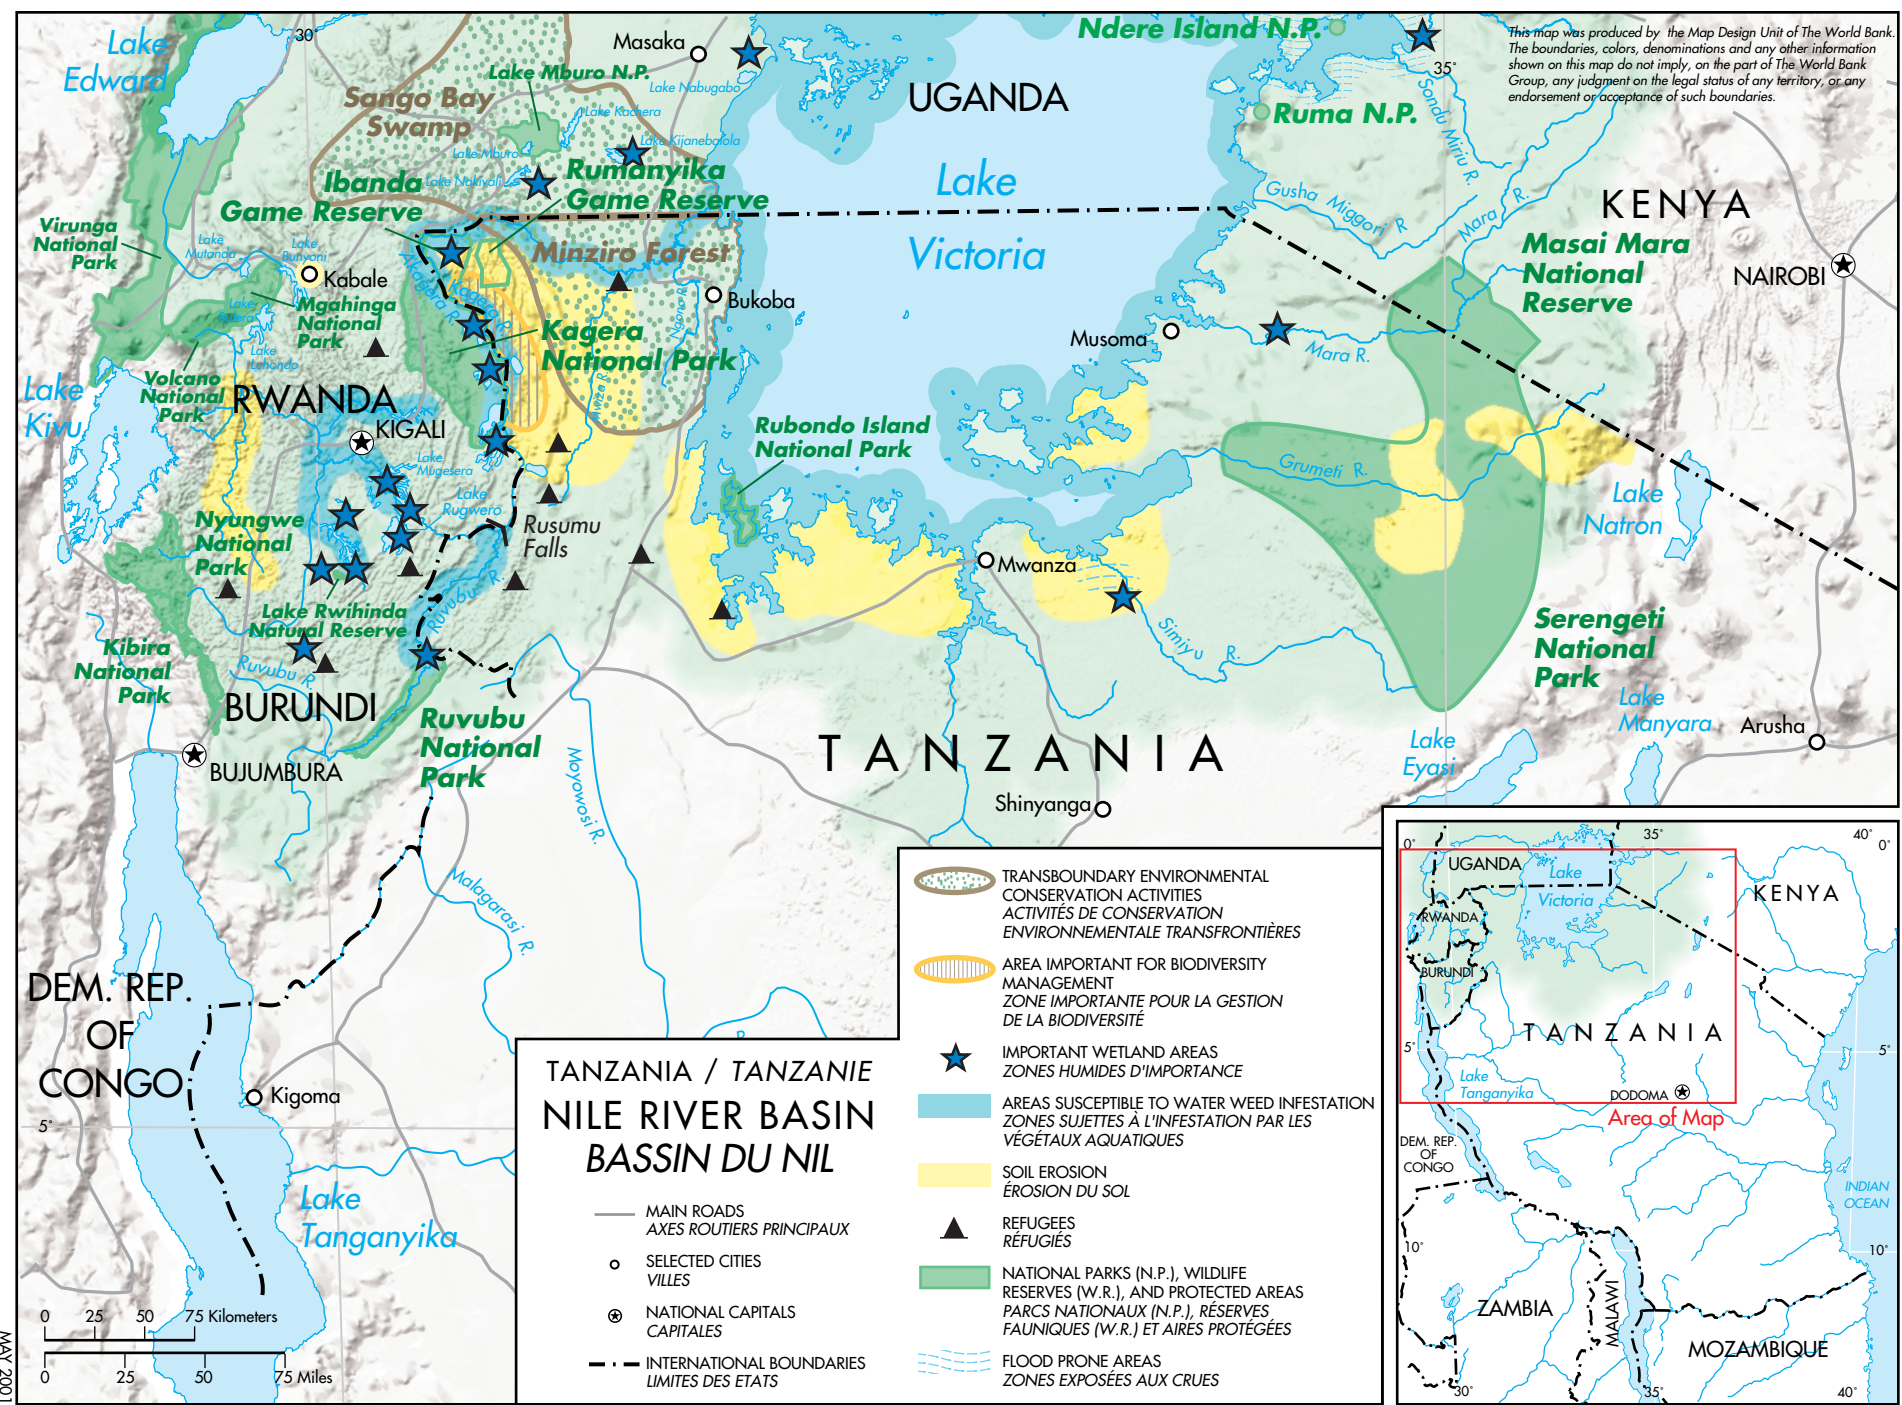 Lake
Edward
30°
Masaka
Lake Mburo N.P.
Lake Nabugabo
Sango Bay
Swamp
Lake Kachera
Lake Kijanebalola
Lake Mburo
Lake Nakivali
Ndere Island N.P.
35°
This map was produced by the Map Design Unit of The World Bank.
The boundaries, colors, denominations and any other information
shown on this map do not imply, on the part of The World Bank
Group, any judgment on the legal status of any territory, or any
endorsement or acceptance of such boundaries.
UGANDA
Ruma N.P.
Sondu Miriu R.
Lake
Victoria
Gusha Miggori R.
Mara R.
KENYA
NAIROBI
Masai Mara
National
Reserve
Ibanda
Game Reserve
Rumanyika
Game Reserve
Virunga
National
Park
Lake
Mutanda
Lake
Bunyoni
Kabale
Minziro Forest
Akagera R.
Kagera R.
Ngono R.
Bukoba
Mgahinga
National
Park
Kagera
National Park
Mwiza R.
Musoma
Mara R.
Lake
Luhondo
Volcano
National
Park
Lake
Kivu
RWANDA
KIGALI
Lake
Mugesera
Lake
Rugwero
Rubondo Island
National Park
Grumeti R.
Lake
Natron
Nyungwe
National
Park
Rusumu
Falls
Mwanza
Lake Rwihinda
Natural Reserve
Ruvubu R.
Simiyu R.
Serengeti
National
Park
Kibira
National
Park
Ruvubu R.
BURUNDI
Ruvubu
National
Park
BUJUMBURA
Moyowosi R.
TANZANIA
Lake
Manyara
Lake
Eyasi
Arusha
Shinyanga
Malagarasi R.
DEM. REP.
OF
CONGO
Kigoma
5°
Lake
Tanganyika
0 25 50 75 Kilometers
0 25 50 75 Miles
MAY 2001
TANZANIA / TANZANIE
NILE RIVER BASIN
BASSIN DU NIL
MAIN ROADS
AXES ROUTIERS PRINCIPAUX
SELECTED CITIES
VILLES
NATIONAL CAPITALS
CAPITALES
INTERNATIONAL BOUNDARIES
LIMITES DES ETATS
TRANSBOUNDARY ENVIRONMENTAL
CONSERVATION ACTIVITIES
ACTIVITÉS DE CONSERVATION
ENVIRONNEMENTALE TRANSFRONTIÈRES
AREA IMPORTANT FOR BIODIVERSITY
MANAGEMENT
ZONE IMPORTANTE POUR LA GESTION
DE LA BIODIVERSITÉ
IMPORTANT WETLAND AREAS
ZONES HUMIDES D'IMPORTANCE
AREAS SUSCEPTIBLE TO WATER WEED INFESTATION
ZONES SUJETTES À L'INFESTATION PAR LES
VÉGÉTAUX AQUATIQUES
SOIL EROSION
ÉROSION DU SOL
REFUGEES
RÉFUGIÉS
NATIONAL PARKS (N.P.), WILDLIFE
RESERVES (W.R.), AND PROTECTED AREAS
PARCS NATIONAUX (N.P.), RÉSERVES
FAUNIQUES (W.R.) ET AIRES PROTÉGÉES
FLOOD PRONE AREAS
ZONES EXPOSÉES AUX CRUES
0°
35°
40°
0°
UGANDA
Lake
Victoria
KENYA
RWANDA
BURUNDI
TANZANIA
5°
5°
Lake
Tanganyika
DODOMA
Area of Map
DEM. REP.
OF
CONGO
INDIAN
OCEAN
10°
10°
ZAMBIA
MALAWI
MOZAMBIQUE
30°
35°
40°